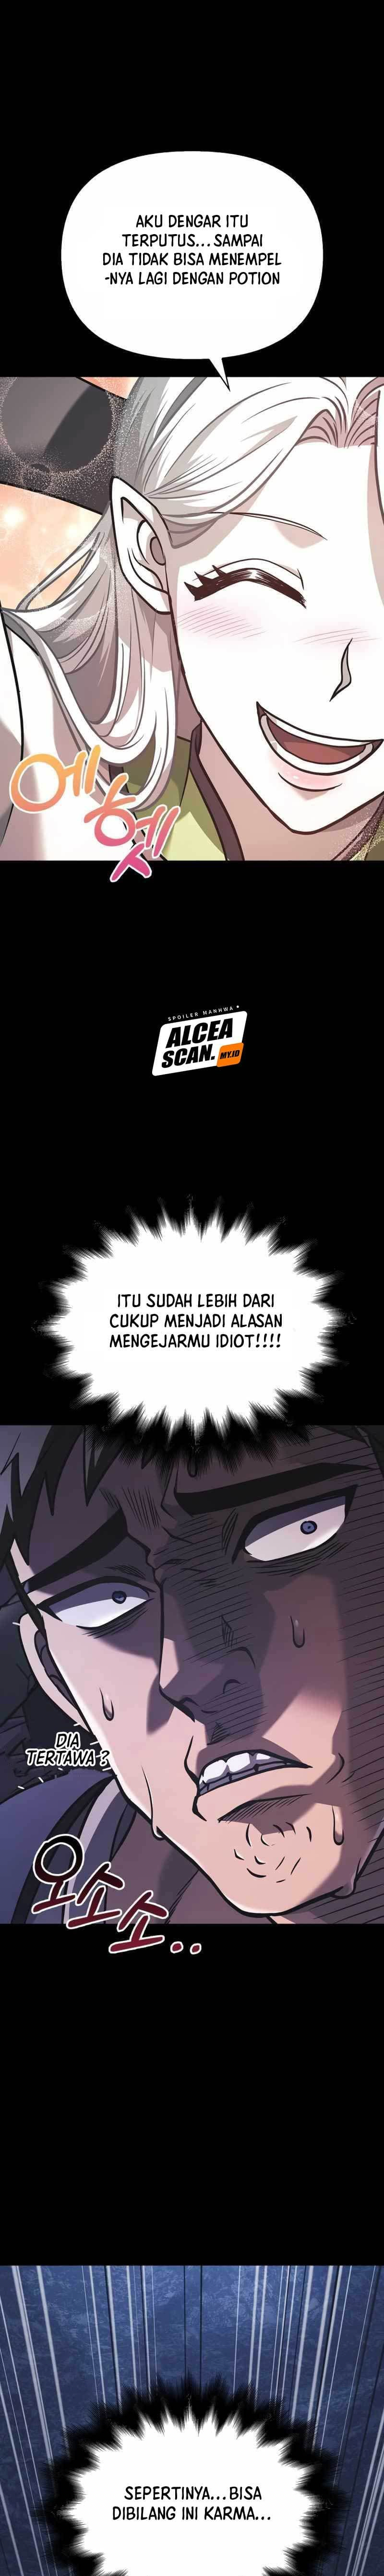 AKU DENGAR ITU
TERPUTUS...SAMPAI
DIA TIDAK BISA MENEMPEL
-NYA LAGI DENGAN POTION
에헷
SPOILER MANHWA
ALCEA
SCAN.
MY.ID
ITU SUDAH LEBIH DARI
CUKUP MENJADI ALASAN
MENGEJARMU IDIOT!!!!
DIA
TERTAWA?
오소소..
SEPERTINYA...BISA
DIBILANG INI KARMA...